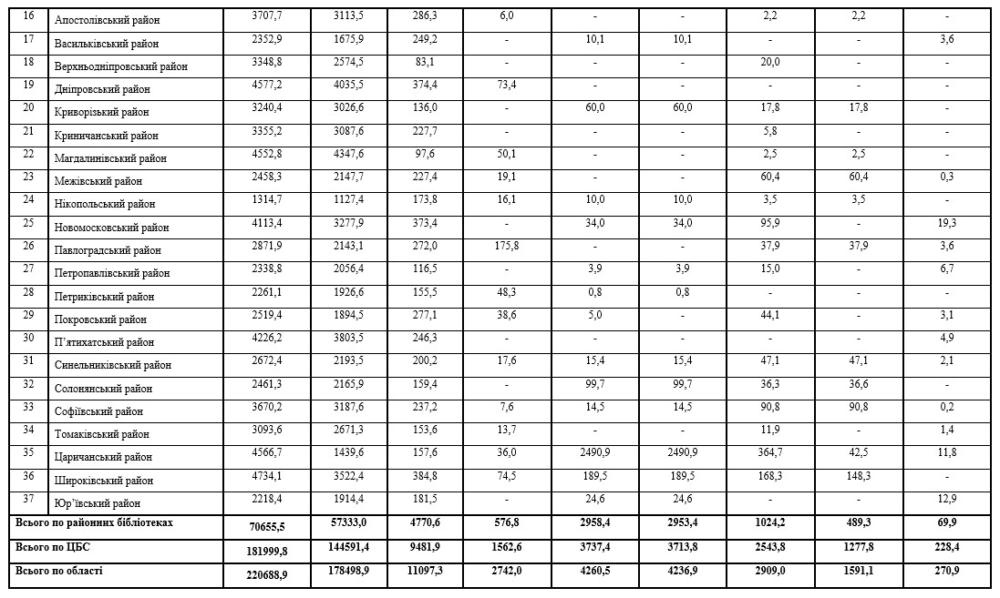 16 Апостолівський район 3707,7 3113,5 286,3 6,0 - - 2,2 2,2 -
17 Васильківський район 2352,9 1675,9 249,2 - 10,1 10,1 - - 3,6
18 Верхньодніпровський район 3348,8 2574,5 83,1 - - - 20,0 - -
19 Дніпровський район 4577,2 4035,5 374,4 73,4 - - - - -
20 Криворізький район 3240,4 3026,6 136,0 - 60,0 60,0 17,8 17,8 -
21 Криничанський район 3355,2 3087,6 227,7 - - - 5,8 - -
22 Магдалинівський район 4552,8 4347,6 97,6 50,1 - - 2,5 2,5 -
23 Межівський район 2458,3 2147,7 227,4 19,1 - - 60,4 60,4 0,3
24 Нікопольський район 1314,7 1127,4 173,8 16,1 10,0 10,0 3,5 3,5 -
25 Новомосковський район 4113,4 3277,9 373,4 - 34,0 34,0 95,9 - 19,3
26 Павлоградський район 2871,9 2143,1 272,0 175,8 - - 37,9 37,9 3,6
27 Петропавлівський район 2338,8 2056,4 116,5 - 3,9 3,9 15,0 - 6,7
28 Петриківський район 2261,1 1926,6 155,5 48,3 0,8 0,8 - - -
29 Покровський район 2519,4 1894,5 277,1 38,6 5,0 - 44,1 - 3,1
30 П’ятихатський район 4226,2 3803,5 246,3 - - - - - 4,9
31 Синельниківський район 2672,4 2193,5 200,2 17,6 15,4 15,4 47,1 47,1 2,1
32 Солонянський район 2461,3 2165,9 159,4 - 99,7 99,7 36,3 36,6 -
33 Софіївський район 3670,2 3187,6 237,2 7,6 14,5 14,5 90,8 90,8 0,2
34 Томаківський район 3093,6 2671,3 153,6 13,7 - - 11,9 - 1,4
35 Царичанський район 4566,7 1439,6 157,6 36,0 2490,9 2490,9 364,7 42,5 11,8
36 Широківський район 4734,1 3522,4 384,8 74,5 189,5 189,5 168,3 148,3 -
37 Юр’ївський район 2218,4 1914,4 181,5 - 24,6 24,6 - - 12,9
Всього по районних бібліотеках 70655,5 57333,0 4770,6 576,8 2958,4 2953,4 1024,2 489,3 69,9
Всього по ЦБС 181999,8 144591,4 9481,9 1562,6 3737,4 3713,8 2543,8 1277,8 228,4
Всього по області 220688,9 178498,9 11097,3 2742,0 4260,5 4236,9 2909,0 1591,1 270,9